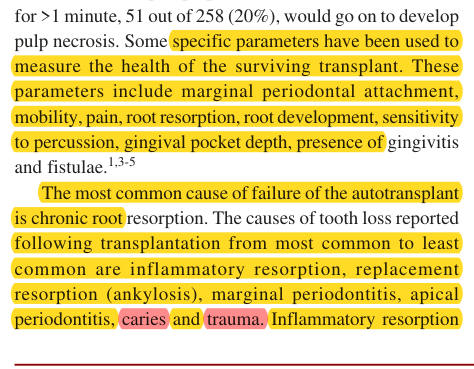 for >1 minute, 51 out of 258 (20%), would go on to develop
pulp necrosis. Some specific parameters have been used to
measure the health of the surviving transplant. These
parameters include marginal periodontal attachment,
mobility, pain, root resorption, root development, sensitivity
to percussion, gingival pocket depth, presence of gingivitis
and fistulae.1,3-5
The most common cause of failure of the autotransplant
is chronic root resorption. The causes of tooth loss reported
following transplantation from most common to least
common are inflammatory resorption, replacement
resorption (ankylosis), marginal periodontitis, apical
periodontitis, caries and trauma. Inflammatory resorption